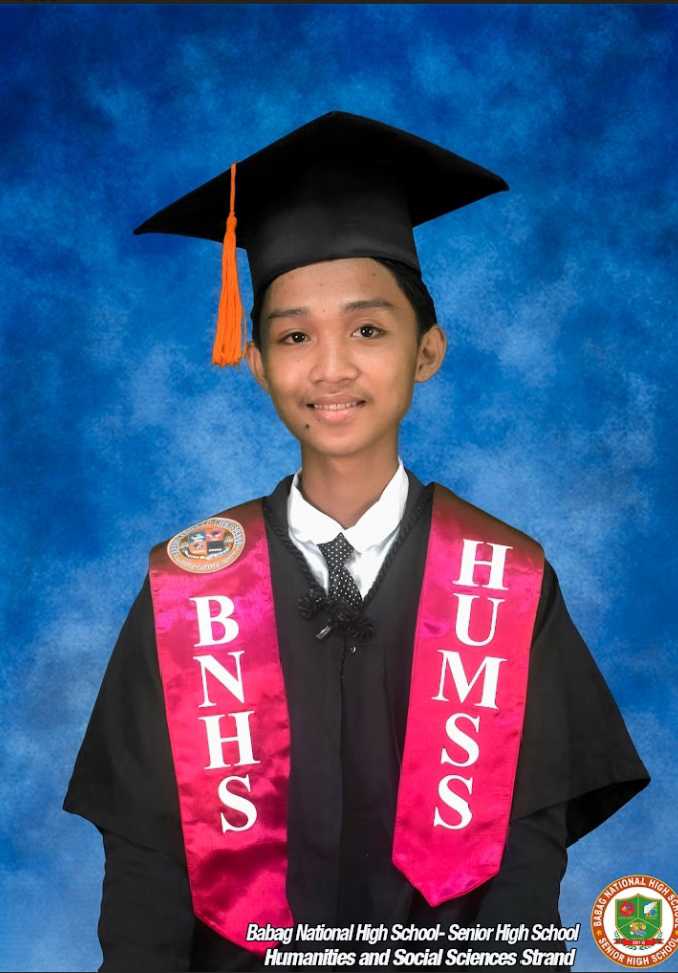 BNHS
HUMSS
Babag National High School- Senior High School
Humanities and Social Sciences Strand
BABAG NATIONAL HIGH SCHOOL
SENIOR HIGH SCHOOL